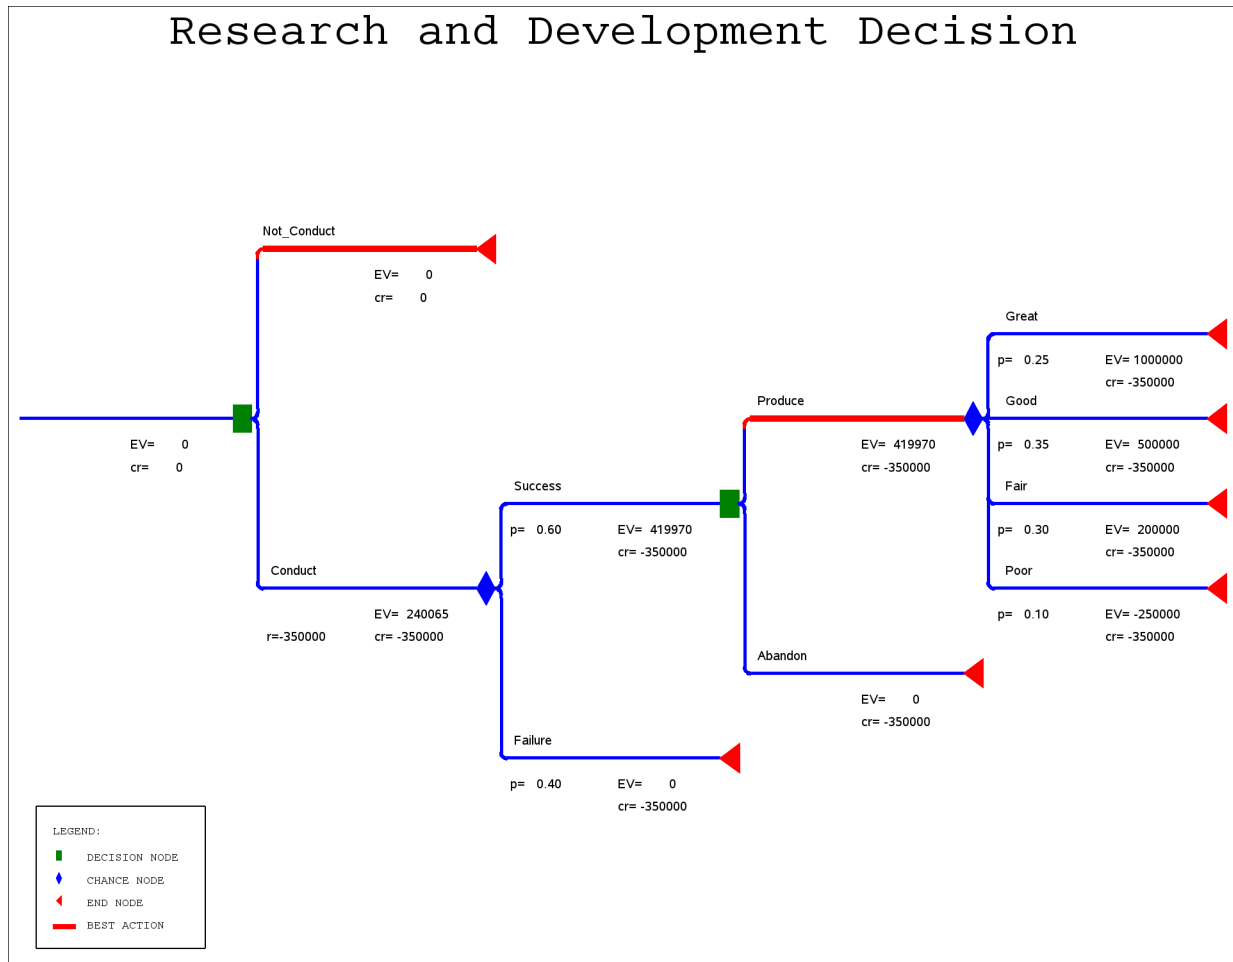 Research and Development Decision
Not_Conduct
EV= 0
cr= 0
Great
p= 0.25 EV= 1000000
cr= -350000
Produce
Good
EV= 0
cr= 0
EV= 419970
cr= -350000
p= 0.35 EV= 500000
cr= -350000
Success
Fair
p= 0.60 EV= 419970
cr= -350000
p= 0.30 EV= 200000
cr= -350000
Conduct
Poor
EV= 240065
r=-350000 cr= -350000
p= 0.10 EV= -250000
cr= -350000
Abandon
EV= 0
cr= -350000
Failure
p= 0.40 EV= 0
cr= -350000
LEGEND:
DECISION NODE
CHANCE NODE
END NODE
BEST ACTION